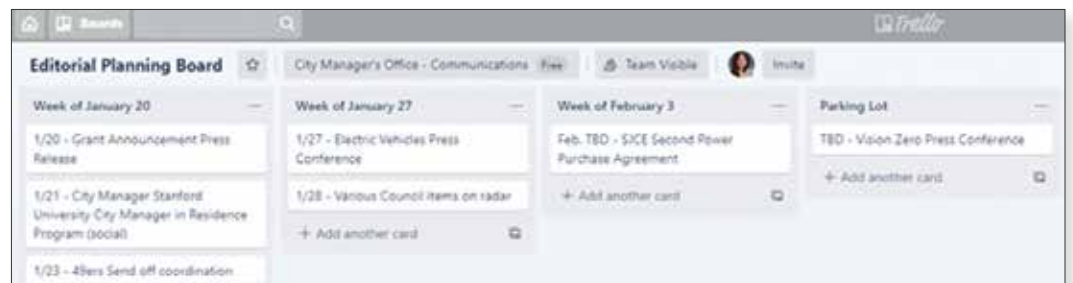 Boards
Trello
Editorial Planning Board
City Manager's Office - Communications Free
Team Visible
Invite
Week of January 20
1/20 - Grant Announcement Press
Release
1/21 - City Manager Stanford
University City Manager in Residence
Program (social)
1/23 - 49ers Send off coordination
Week of January 27
1/27 - Electric Vehicles Press
Conference
1/28 - Various Council items on radar
+ Add another card
Week of February 3
Feb. TBD - SJCE Second Power
Purchase Agreement
+ Add another card
Parking Lot
TBD - Vision Zero Press Conference
+ Add another card